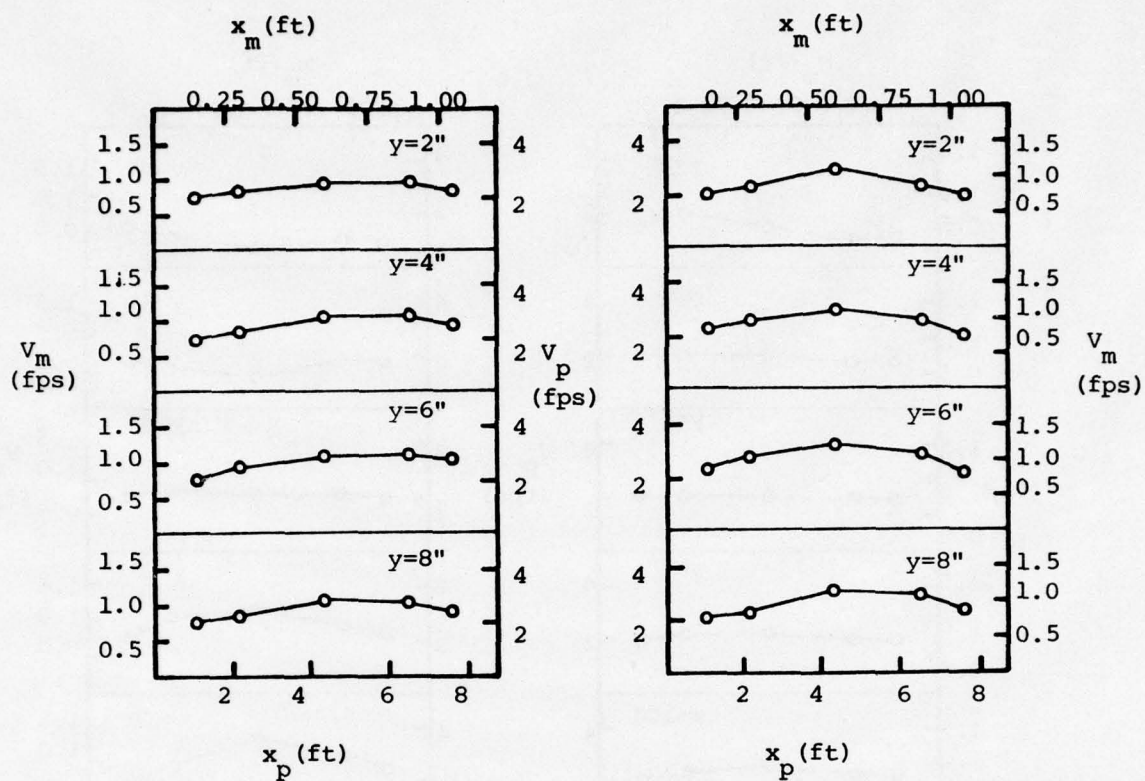 x_m(ft) x_m(ft)
0.25 0.50 0.75 1.00 0.25 0.50 0.75 1.00
1.5 y=2" 4 4 y=2" 1.5
1.0 1.0
0.5 2 2 0.5
1.5 y=4" 4 4 y=4" 1.5
1.0 1.0
0.5 2 2 0.5
V_m (fps) V_p (fps) V_m (fps)
1.5 y=6" 4 4 y=6" 1.5
1.0 1.0
0.5 2 2 0.5
1.5 y=8" 4 4 y=8" 1.5
1.0 1.0
0.5 2 2 0.5
2 4 6 8 2 4 6 8
x_p(ft) x_p(ft)